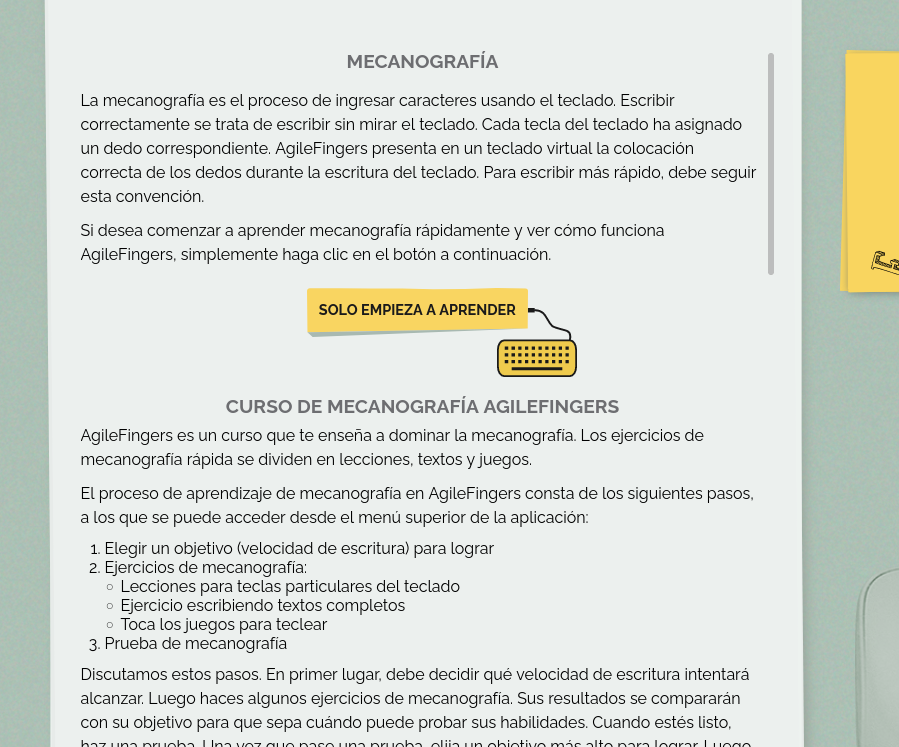 MECANOGRAFÍA
La mecanografía es el proceso de ingresar caracteres usando el teclado. Escribir
correctamente se trata de escribir sin mirar el teclado. Cada tecla del teclado ha asignado
un dedo correspondiente. AgileFingers presenta en un teclado virtual la colocación
correcta de los dedos durante la escritura del teclado. Para escribir más rápido, debe seguir
esta convención.
Si desea comenzar a aprender mecanografía rápidamente y ver cómo funciona
AgileFingers, simplemente haga clic en el botón a continuación.
SOLO EMPIEZA A APRENDER
CURSO DE MECANOGRAFÍA AGILEFINGERS
AgileFingers es un curso que te enseña a dominar la mecanografía. Los ejercicios de
mecanografía rápida se dividen en lecciones, textos y juegos.
El proceso de aprendizaje de mecanografía en AgileFingers consta de los siguientes pasos,
a los que se puede acceder desde el menú superior de la aplicación:
1. Elegir un objetivo (velocidad de escritura) para lograr
2. Ejercicios de mecanografía:
○ Lecciones para teclas particulares del teclado
○ Ejercicio escribiendo textos completos
○ Toca los juegos para teclear
3. Prueba de mecanografía
Discutamos estos pasos. En primer lugar, debe decidir qué velocidad de escritura intentará
alcanzar. Luego haces algunos ejercicios de mecanografía. Sus resultados se compararán
con su objetivo para que sepa cuándo puede probar sus habilidades. Cuando estés listo,
haz una prueba. Una vez que pase una prueba, elija un objetivo más alto para lograr. Luego